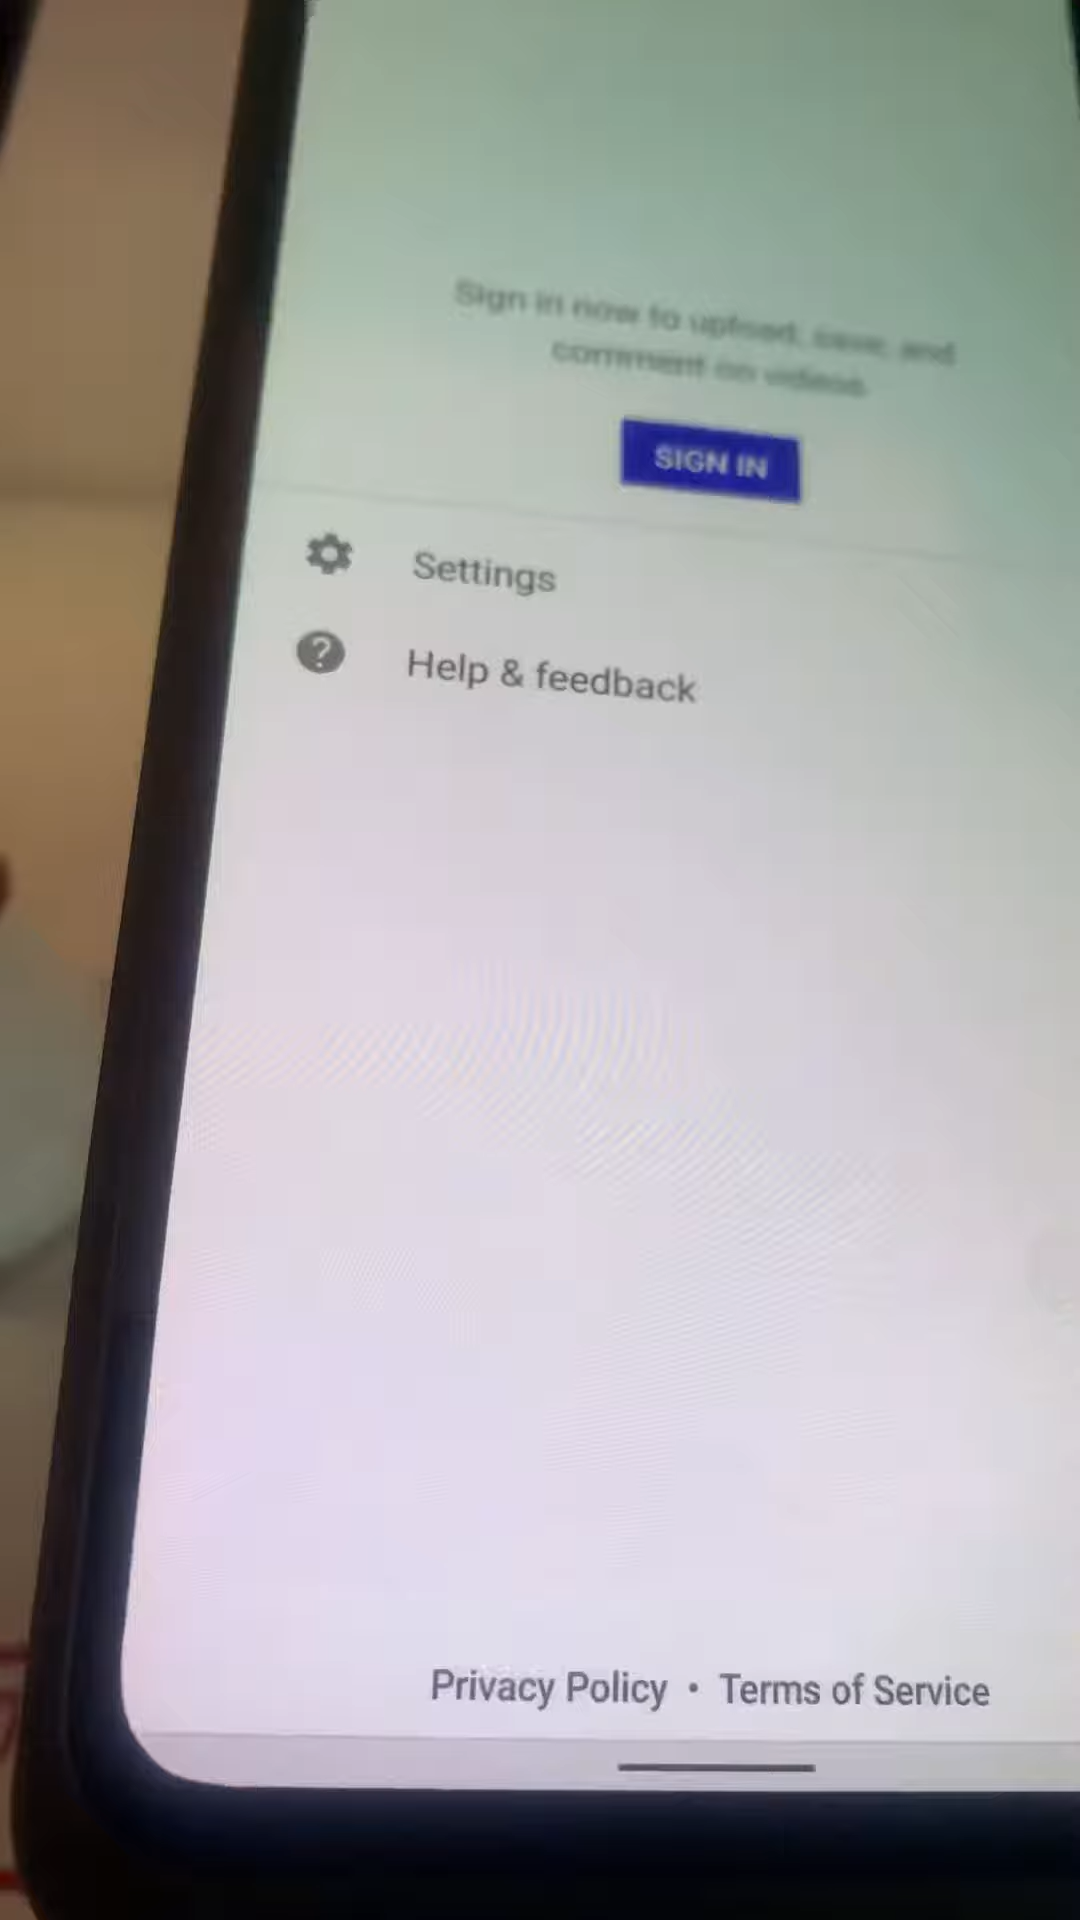 Sign in now to upload, save, and
comment on videos.
SIGN IN
Settings
Help & feedback
Privacy Policy • Terms of Service